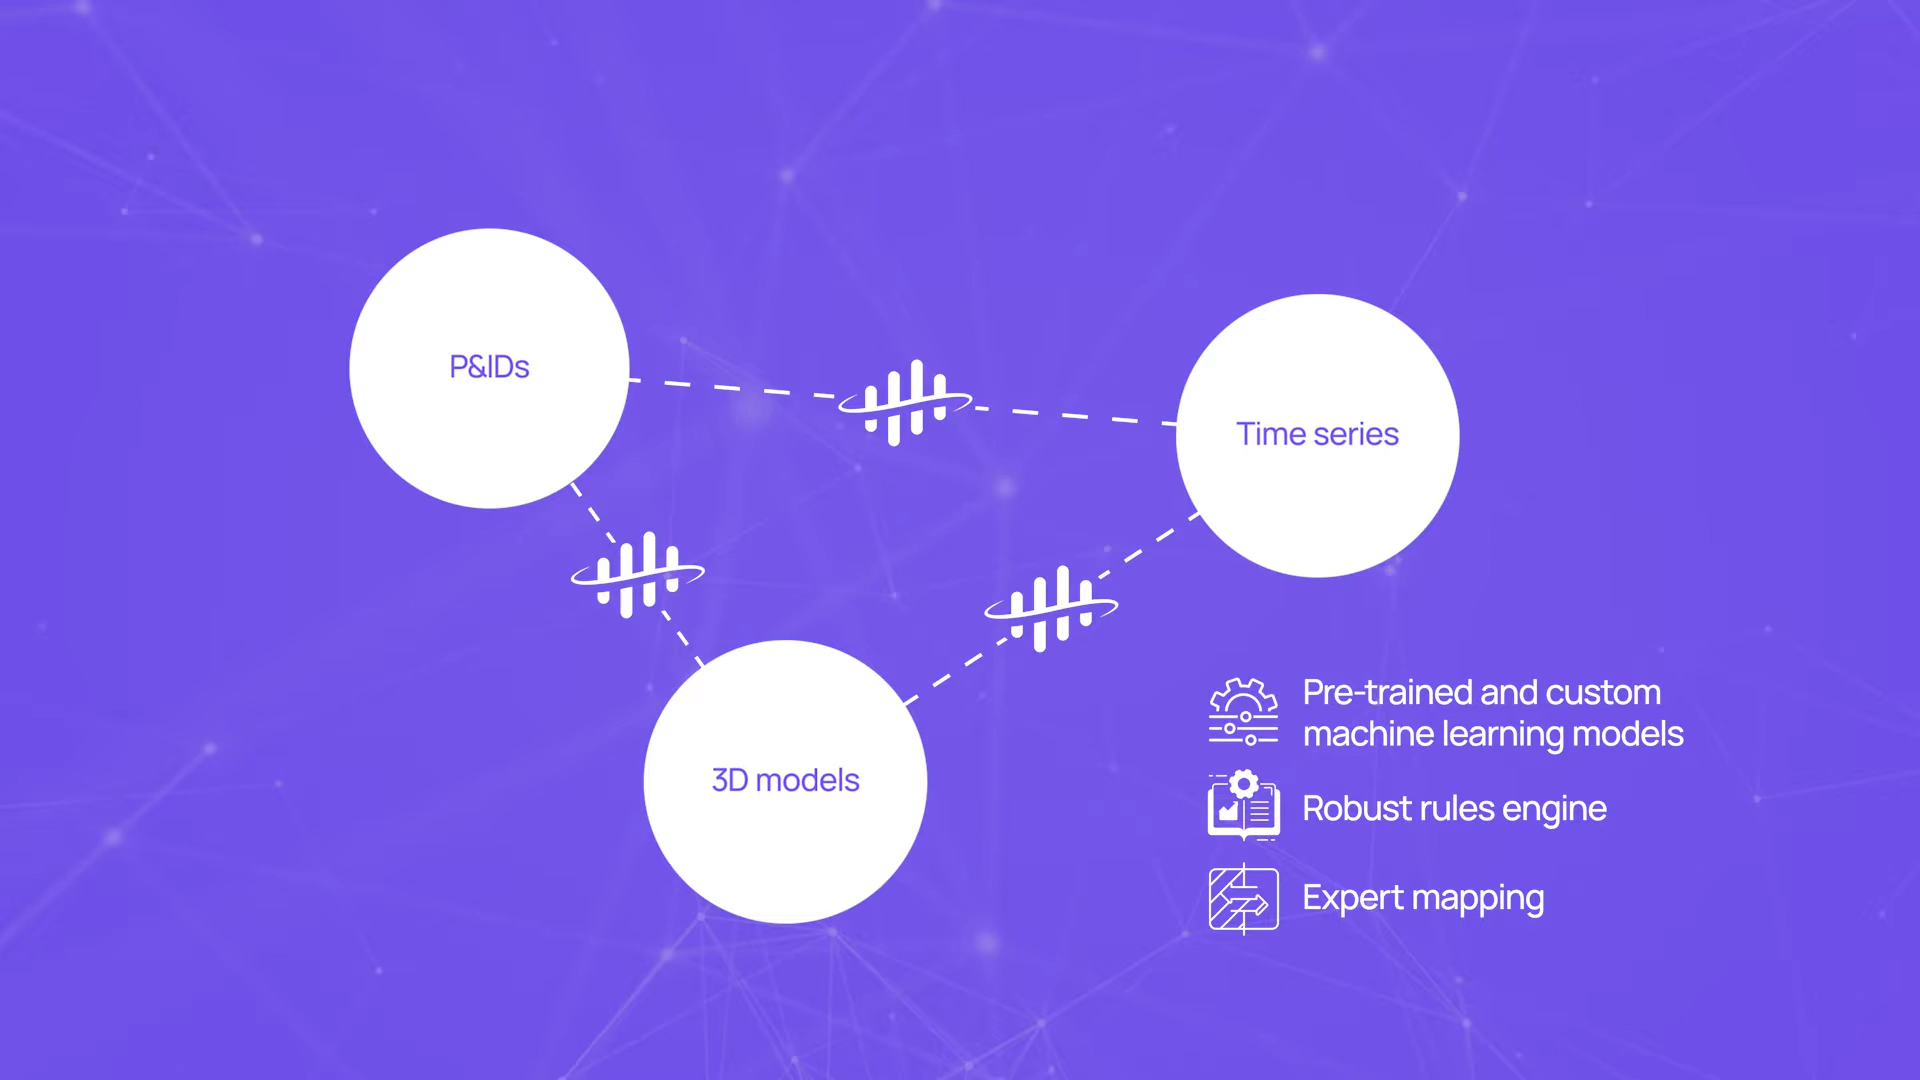 P&IDs
Time series
3D models
Pre-trained and custom
machine learning models
Robust rules engine
Expert mapping